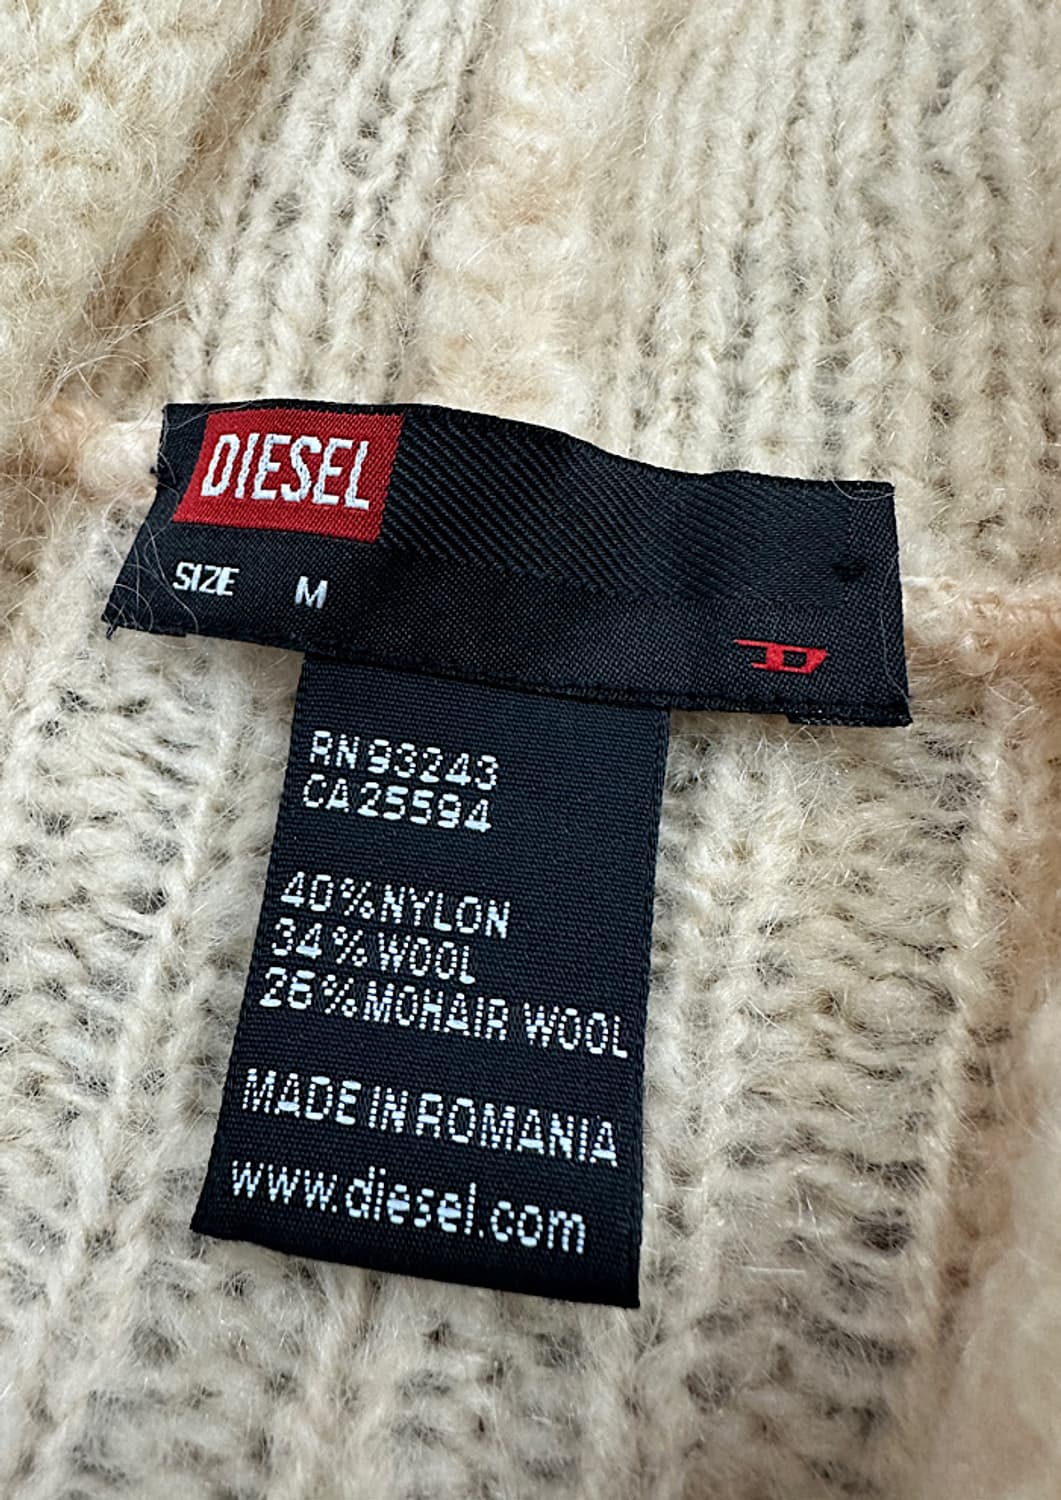 DIESEL
SIZE M
RN 93243
CA 25594
40% NYLON
34% WOOL
26% MOHAIR WOOL
MADE IN ROMANIA
www.diesel.com